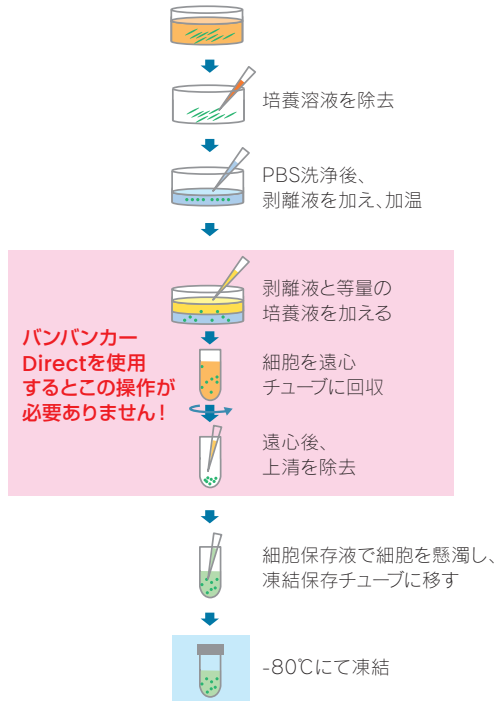 培養溶液を除去
PBS洗浄後、
剥離液を加え、加温
剥離液と等量の
培養液を加える
バンバンカー
Directを使用
するとこの操作が
必要ありません！
細胞を遠心
チューブに回収
遠心後、
上清を除去
細胞保存液で細胞を懸濁し、
凍結保存チューブに移す
-80℃にて凍結